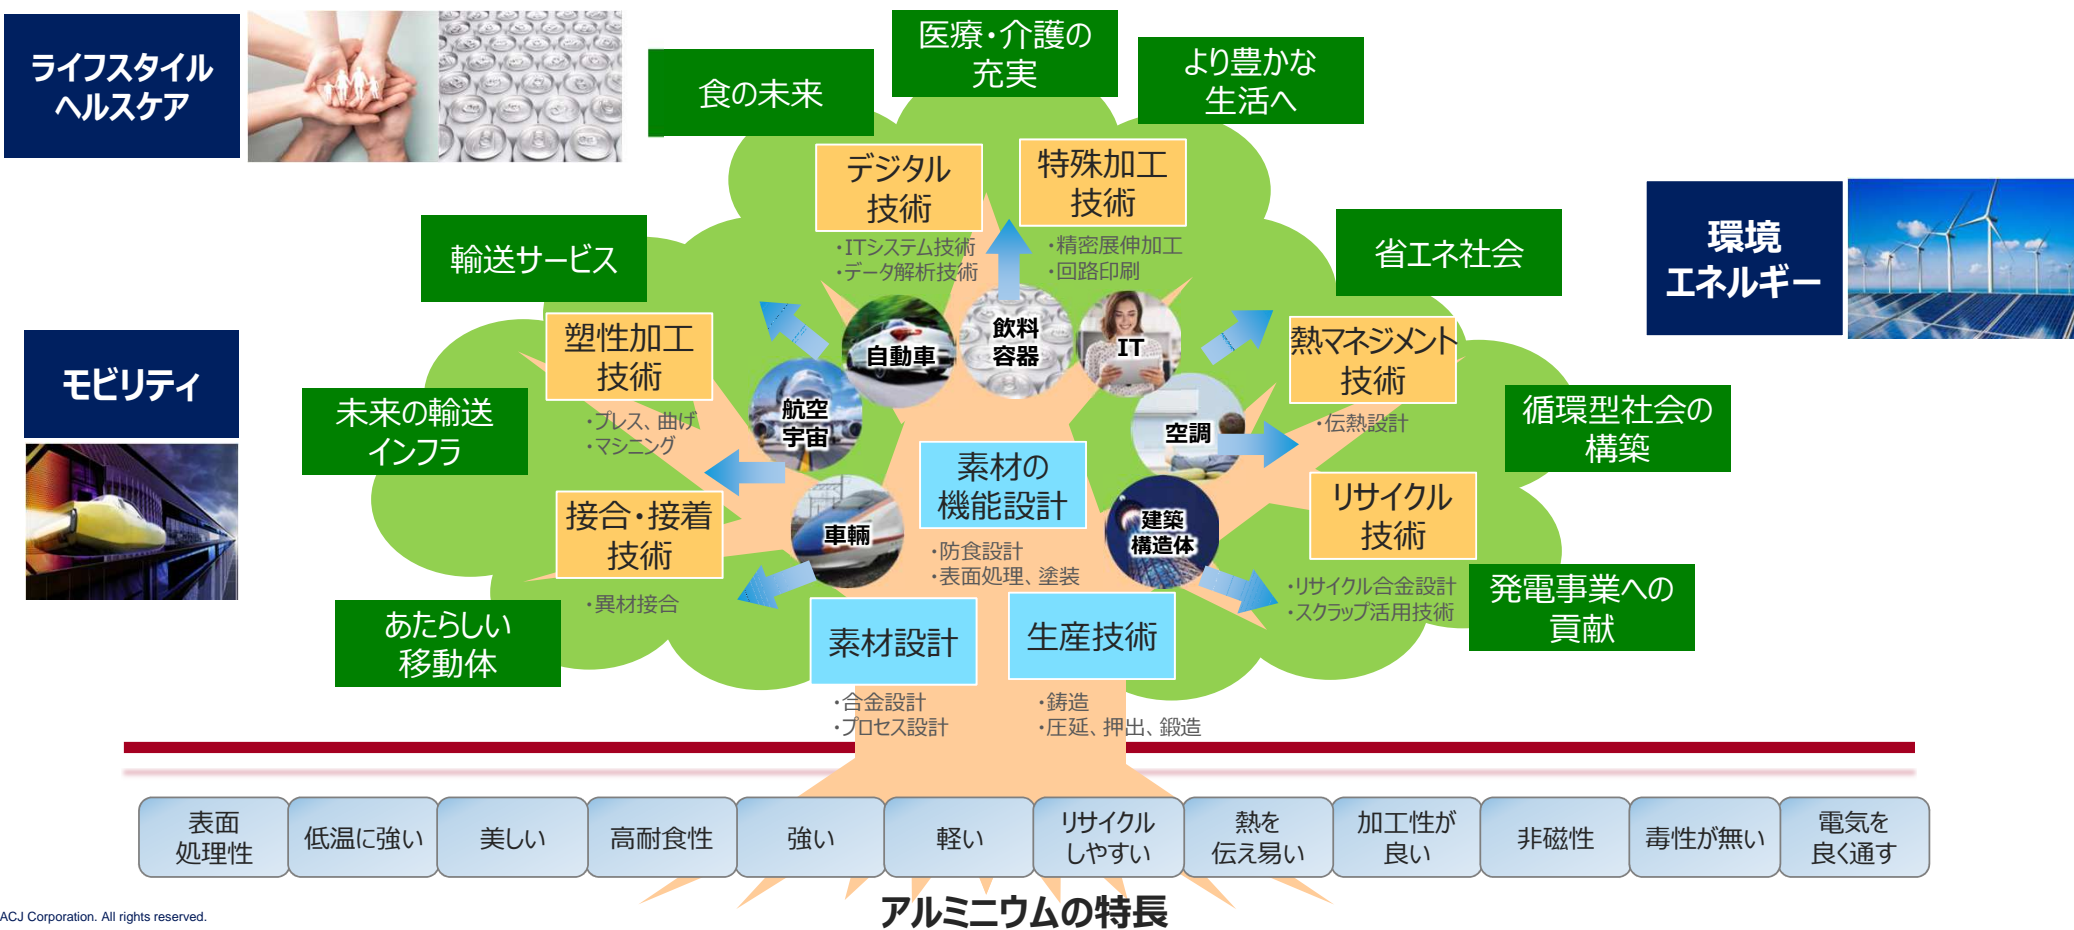 ライフスタイル
ヘルスケア
食の未来
医療・介護の
充実
より豊かな
生活へ
デジタル
技術
・ITシステム技術
・データ解析技術
特殊加工
技術
・精密展伸加工
・回路印刷
輸送サービス
省エネ社会
環境
エネルギー
モビリティ
塑性加工
技術
・プレス、曲げ
・マシニング
自動車
飲料
容器
IT
熱マネジメント
技術
・伝熱設計
未来の輸送
インフラ
航空
宇宙
空調
循環型社会の
構築
素材の
機能設計
・防食設計
・表面処理、塗装
接合・接着
技術
・異材接合
車輌
建築
構造体
リサイクル
技術
・リサイクル合金設計
・スクラップ活用技術
発電事業への
貢献
あたらしい
移動体
素材設計
・合金設計
・プロセス設計
生産技術
・鋳造
・圧延、押出、鍛造
表面
処理性
低温に強い
美しい
高耐食性
強い
軽い
リサイクル
しやすい
熱を
伝え易い
加工性が
良い
非磁性
毒性が無い
電気を
良く通す
アルミニウムの特長
ACJ Corporation. All rights reserved.